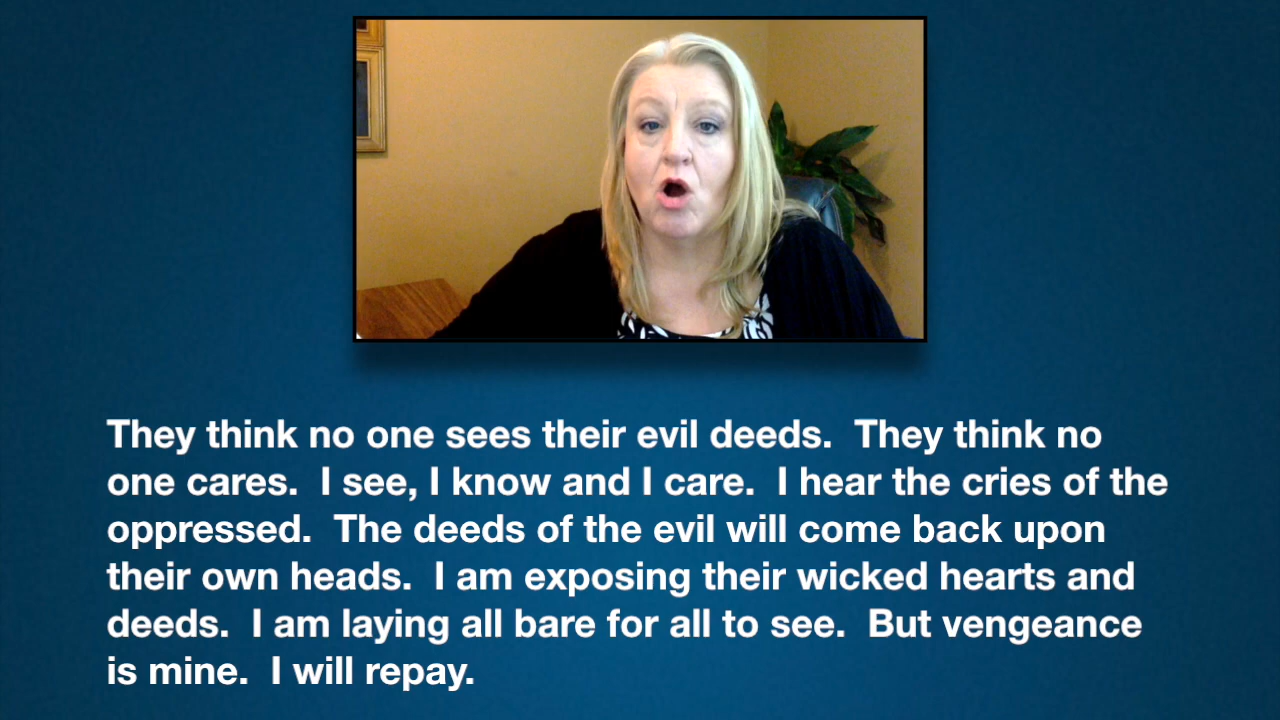 They think no one sees their evil deeds.  They think no
one cares.  I see, I know and I care.  I hear the cries of the
oppressed.  The deeds of the evil will come back upon
their own heads.  I am exposing their wicked hearts and
deeds.  I am laying all bare for all to see.  But vengeance
is mine.  I will repay.